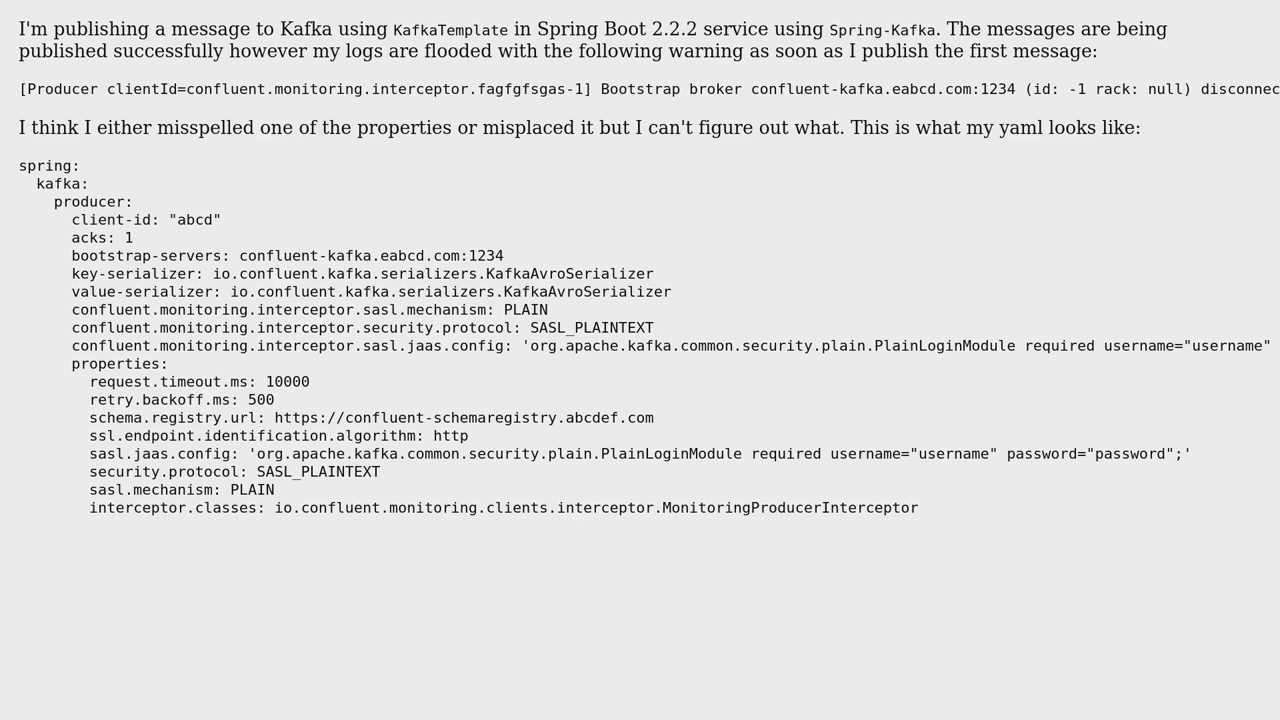 I'm publishing a message to Kafka using KafkaTemplate in Spring Boot 2.2.2 service using Spring-Kafka. The messages are being
published successfully however my logs are flooded with the following warning as soon as I publish the first message:
[Producer clientId=confluent.monitoring.interceptor.fagfgfsgas-1] Bootstrap broker confluent-kafka.eabcd.com:1234 (id: -1 rack: null) disconnec
I think I either misspelled one of the properties or misplaced it but I can't figure out what. This is what my yaml looks like:
spring:
  kafka:
    producer:
      client-id: "abcd"
      acks: 1
      bootstrap-servers: confluent-kafka.eabcd.com:1234
      key-serializer: io.confluent.kafka.serializers.KafkaAvroSerializer
      value-serializer: io.confluent.kafka.serializers.KafkaAvroSerializer
      confluent.monitoring.interceptor.sasl.mechanism: PLAIN
      confluent.monitoring.interceptor.security.protocol: SASL_PLAINTEXT
      confluent.monitoring.interceptor.sasl.jaas.config: 'org.apache.kafka.common.security.plain.PlainLoginModule required username="username"
      properties:
        request.timeout.ms: 10000
        retry.backoff.ms: 500
        schema.registry.url: https://confluent-schemaregistry.abcdef.com
        ssl.endpoint.identification.algorithm: http
        sasl.jaas.config: 'org.apache.kafka.common.security.plain.PlainLoginModule required username="username" password="password";'
        security.protocol: SASL_PLAINTEXT
        sasl.mechanism: PLAIN
        interceptor.classes: io.confluent.monitoring.clients.interceptor.MonitoringProducerInterceptor